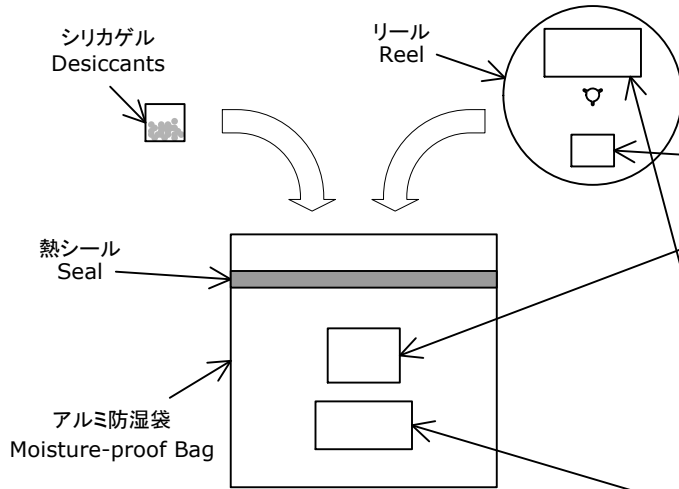 シリカゲル
Desiccants
リール
Reel
熱シール
Seal
アルミ防湿袋
Moisture-proof Bag